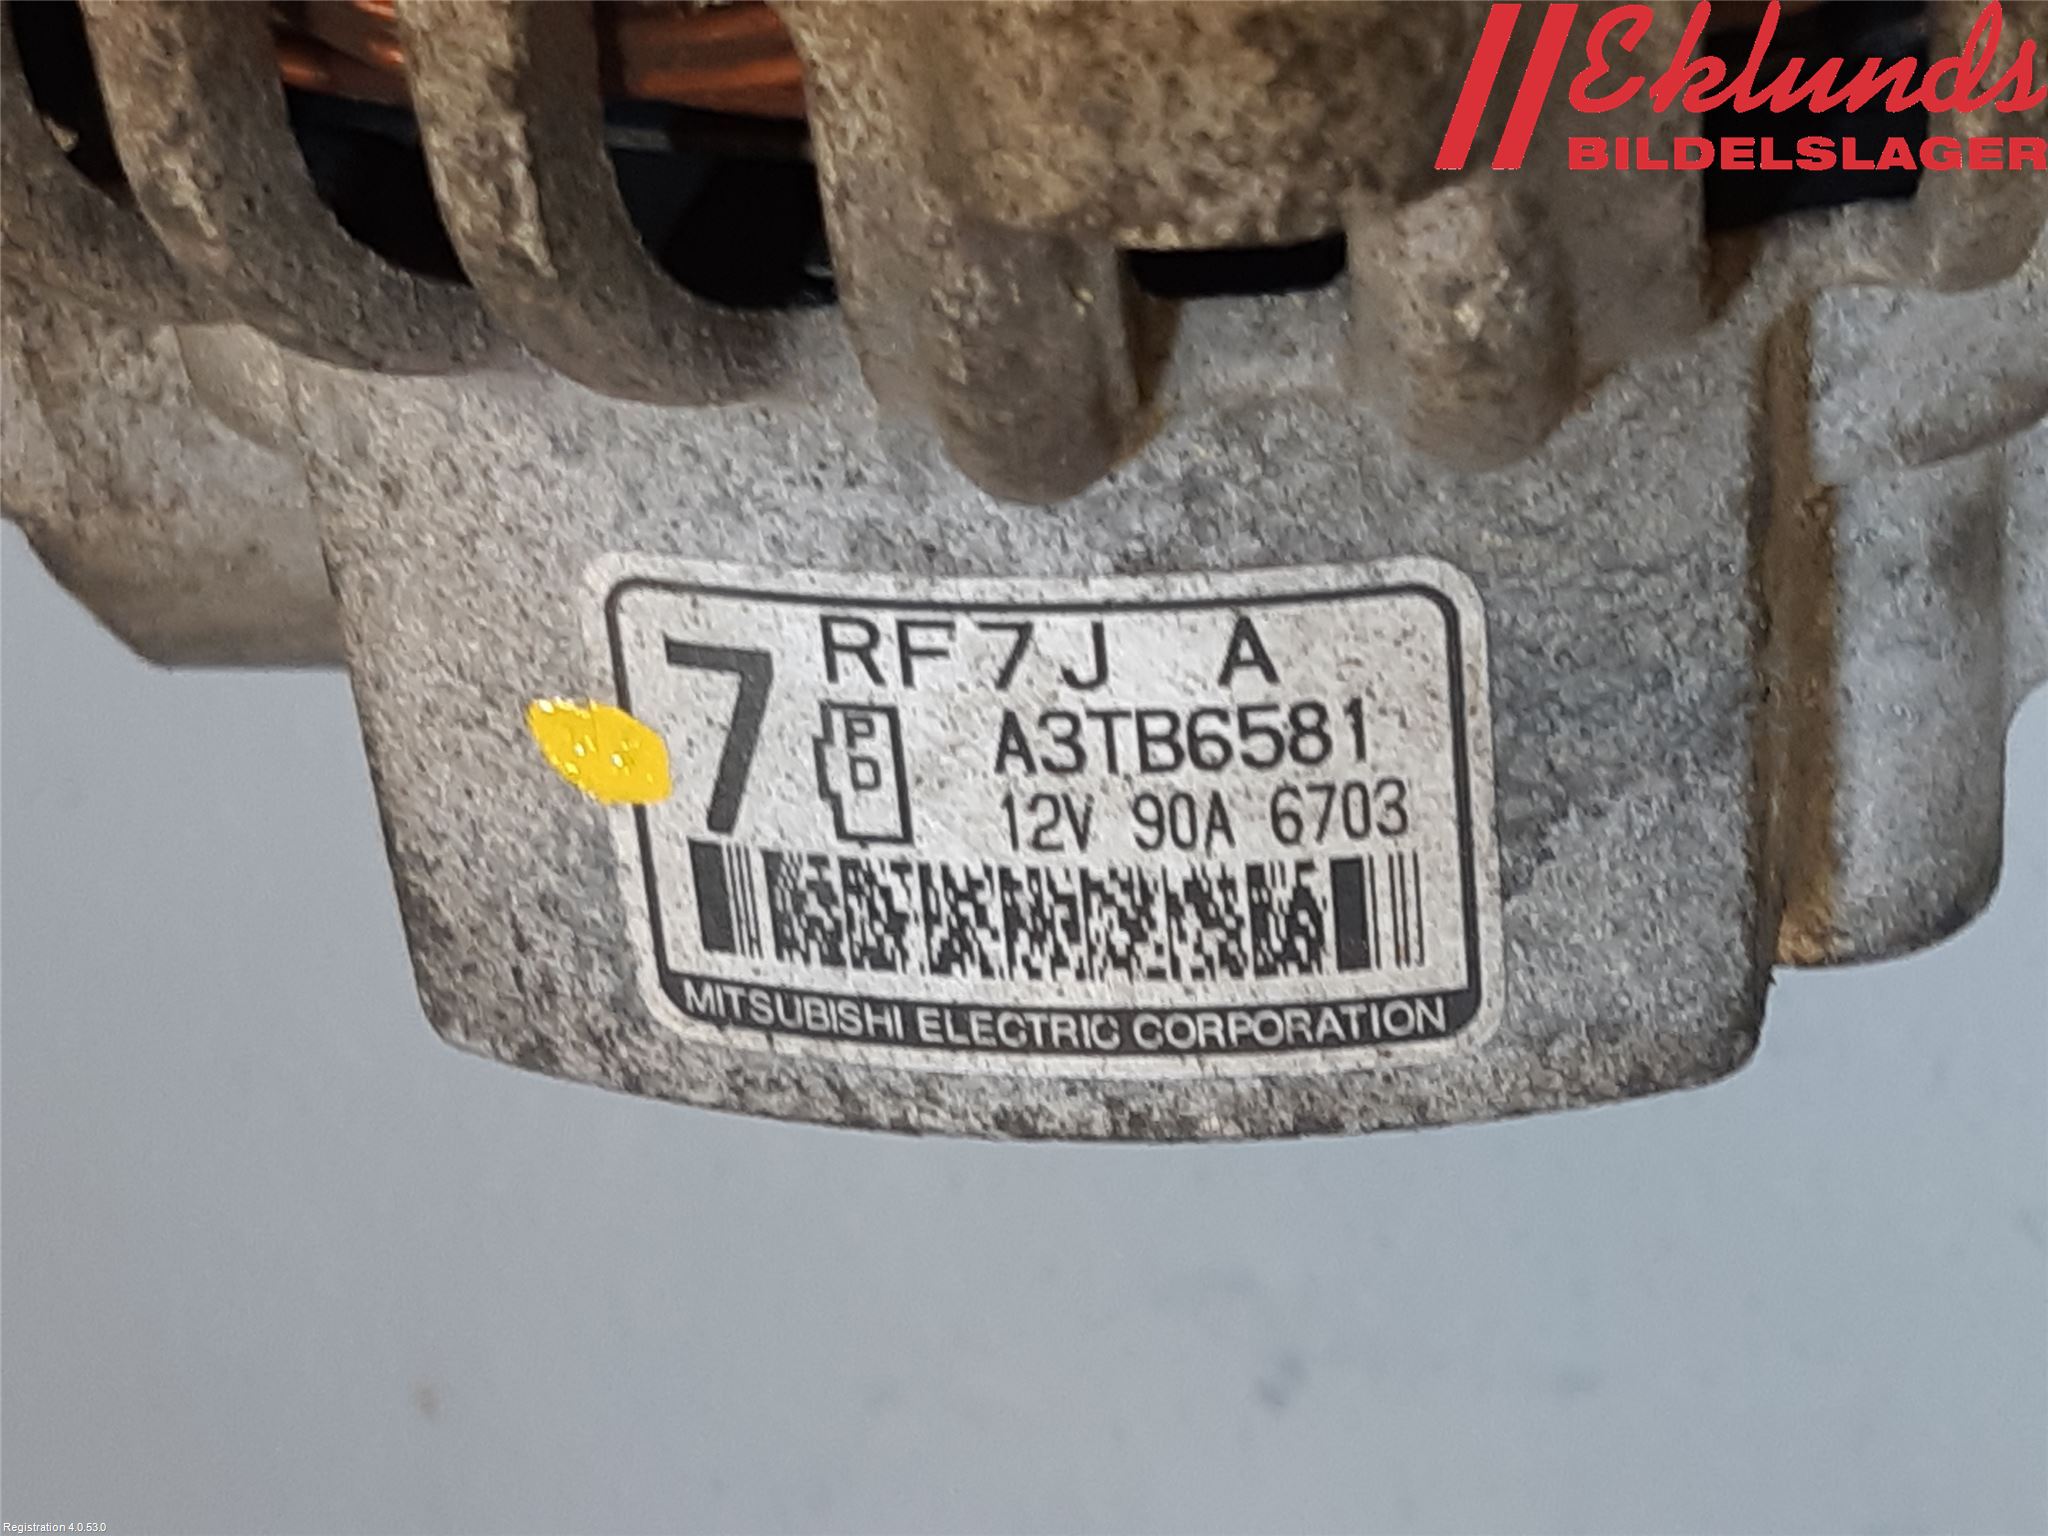 Eklunds
BILDELSLAGER
7
RF7J A
P
D
A3TB6581
12V 90A 6703
MITSUBISHI ELECTRIC CORPORATION
Registration 4.0.53.0